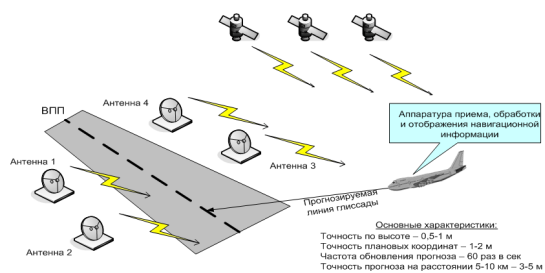 Антенна 4
ВПП
Аппаратура приема, обработки
и отображения навигационной
информации
Антенна 1
Антенна 3
Прогнозируемая
линия глиссады
Антенна 2
Основные характеристики:
Точность по высоте – 0,5-1 м
Точность плановых координат – 1-2 м
Частота обновления прогноза – 60 раз в сек
Точность прогноза на расстоянии 5-10 км – 3-5 м